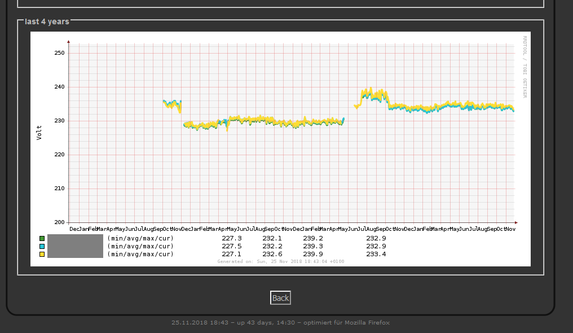 last 4 years
RRDTOOL / TOBI OETIKER
250
240
230
220
210
200
Volt
DecJanFebMarAprMayJunJulAugSepOctNovDecJanFebMarAprMayJunJulAugSepOctNovDecJanFebMarAprMayJunJulAugSepOctNovDecJanFebMarAprMayJunJulAugSepOctNov
(min/avg/max/cur) 227.3 232.1 239.2 232.9
(min/avg/max/cur) 227.5 232.2 239.3 232.9
(min/avg/max/cur) 227.1 232.6 239.9 233.4
Generated on: Sun, 25 Nov 2018 18:43:04 +0100
Back
25.11.2018 18:43 – up 43 days, 14:30 – optimiert für Mozilla Firefox